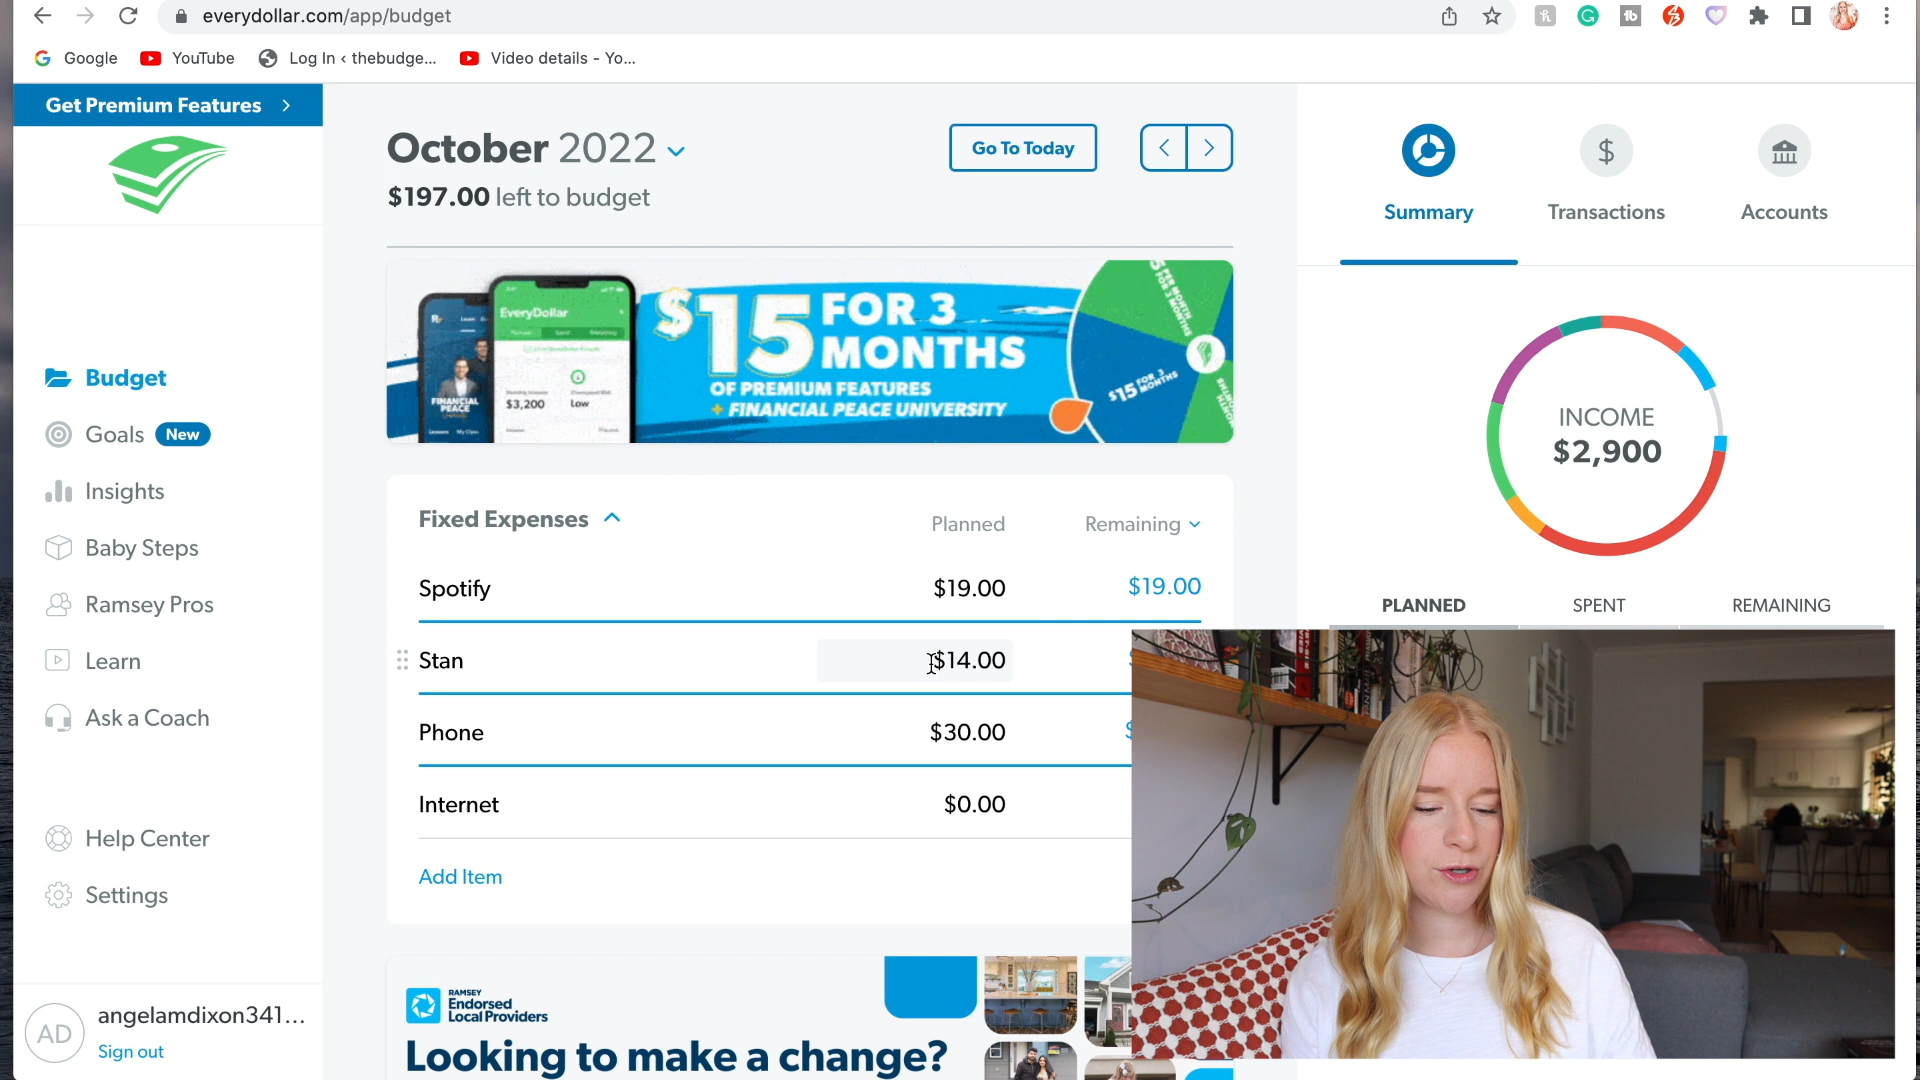 everydollar.com/app/budget
Google
YouTube
Log In ‹ thebudge...
Video details - Yo...
Get Premium Features
October 2022
$197.00 left to budget
Go To Today
Summary
Transactions
Accounts
EveryDollar
$3,200
Low
FINANCIAL
PEACE
$15 FOR 3
MONTHS
OF PREMIUM FEATURES
+ FINANCIAL PEACE UNIVERSITY
$15 FOR 3 MONTHS
Budget
Goals New
Insights
Baby Steps
Ramsey Pros
Learn
Ask a Coach
Help Center
Settings
AD
angelamdixon341...
Sign out
INCOME
$2,900
PLANNED SPENT REMAINING
Fixed Expenses Planned Remaining
Spotify $19.00 $19.00
Stan $14.00
Phone $30.00
Internet $0.00
Add Item
RAMSEY
Endorsed
Local Providers
Looking to make a change?